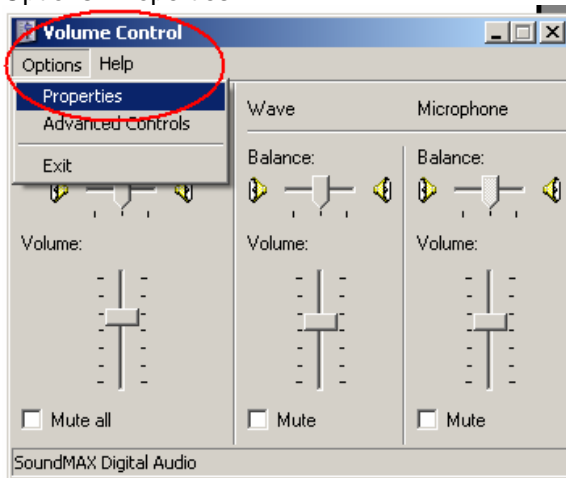 Volume Control
Options Help
Properties
Advanced Controls
Exit
Wave Microphone
Balance: Balance:
Volume: Volume: Volume:
Mute all Mute Mute
SoundMAX Digital Audio